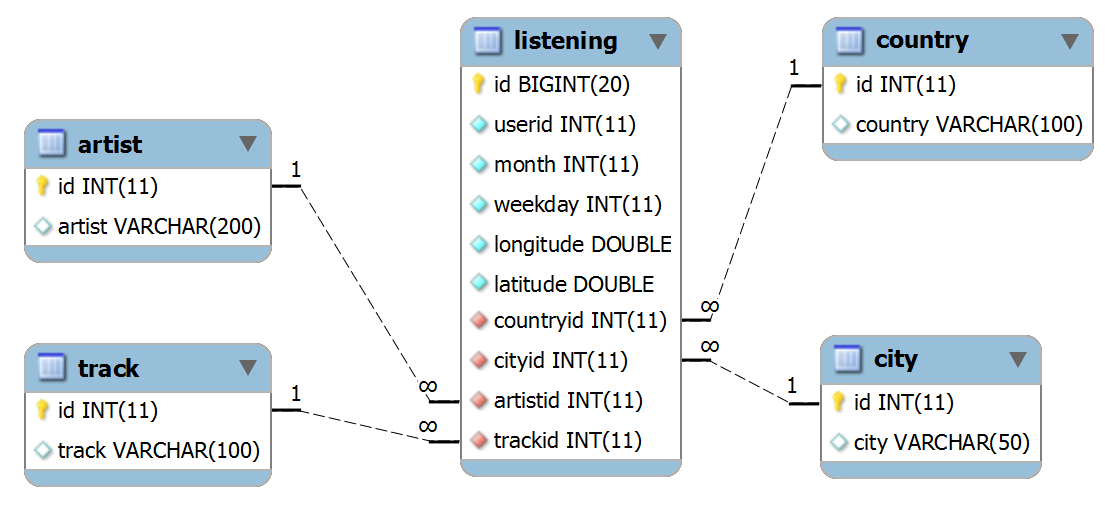 artist
id INT(11)
artist VARCHAR(200)
track
id INT(11)
track VARCHAR(100)
1
1
∞
∞
listening
id BIGINT(20)
userid INT(11)
month INT(11)
weekday INT(11)
longitude DOUBLE
latitude DOUBLE
countryid INT(11)
cityid INT(11)
artistid INT(11)
trackid INT(11)
∞
∞
1
1
country
id INT(11)
country VARCHAR(100)
city
id INT(11)
city VARCHAR(50)